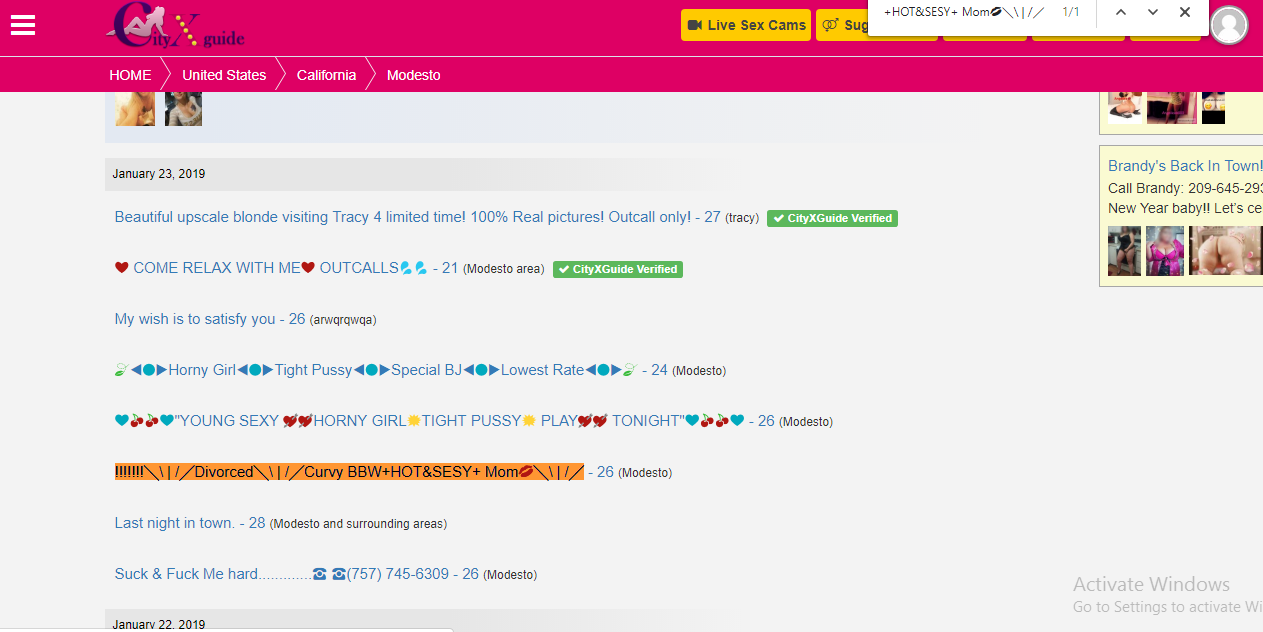 CityXguide
Live Sex Cams
Sug
+HOT&SESY+ Mom💋╲\ | /╱ 1/1
HOME United States California Modesto
January 23, 2019
Beautiful upscale blonde visiting Tracy 4 limited time! 100% Real pictures! Outcall only! - 27 (tracy) ✔ CityXGuide Verified
❤ COME RELAX WITH ME❤ OUTCALLS💦💦 - 21 (Modesto area) ✔ CityXGuide Verified
My wish is to satisfy you - 26 (arwqrqwqa)
🍃◀●▶Horny Girl◀●▶Tight Pussy◀●▶Special BJ◀●▶Lowest Rate◀●▶🍃 - 24 (Modesto)
💙🍒🍒💙"YOUNG SEXY 💘💘HORNY GIRL🌟TIGHT PUSSY🌟 PLAY💘💘 TONIGHT"💙🍒🍒💙 - 26 (Modesto)
!!!!!!!╲\ | /╱Divorced╲\ | /╱Curvy BBW+HOT&SESY+ Mom💋╲\ | /╱ - 26 (Modesto)
Last night in town. - 28 (Modesto and surrounding areas)
Suck & Fuck Me hard.............☎ ☎(757) 745-6309 - 26 (Modesto)
January 22, 2019
Brandy's Back In Town!
Call Brandy: 209-645-293
New Year baby!! Let's ce
Activate Windows
Go to Settings to activate Wi